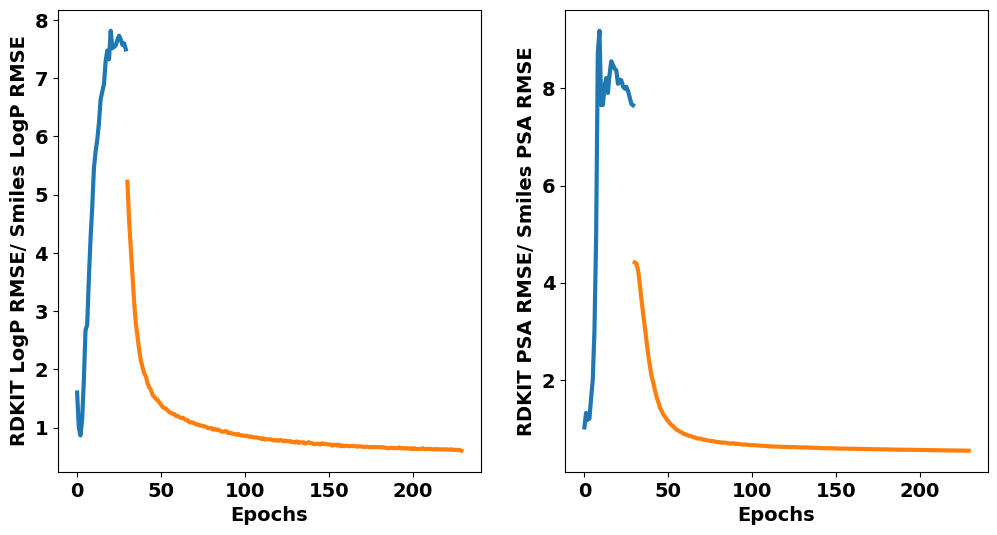 RDKIT LogP RMSE/ Smiles LogP RMSE
8
7
6
5
4
3
2
1
0 50 100 150 200
Epochs
RDKIT PSA RMSE/ Smiles PSA RMSE
8
6
4
2
0 50 100 150 200
Epochs